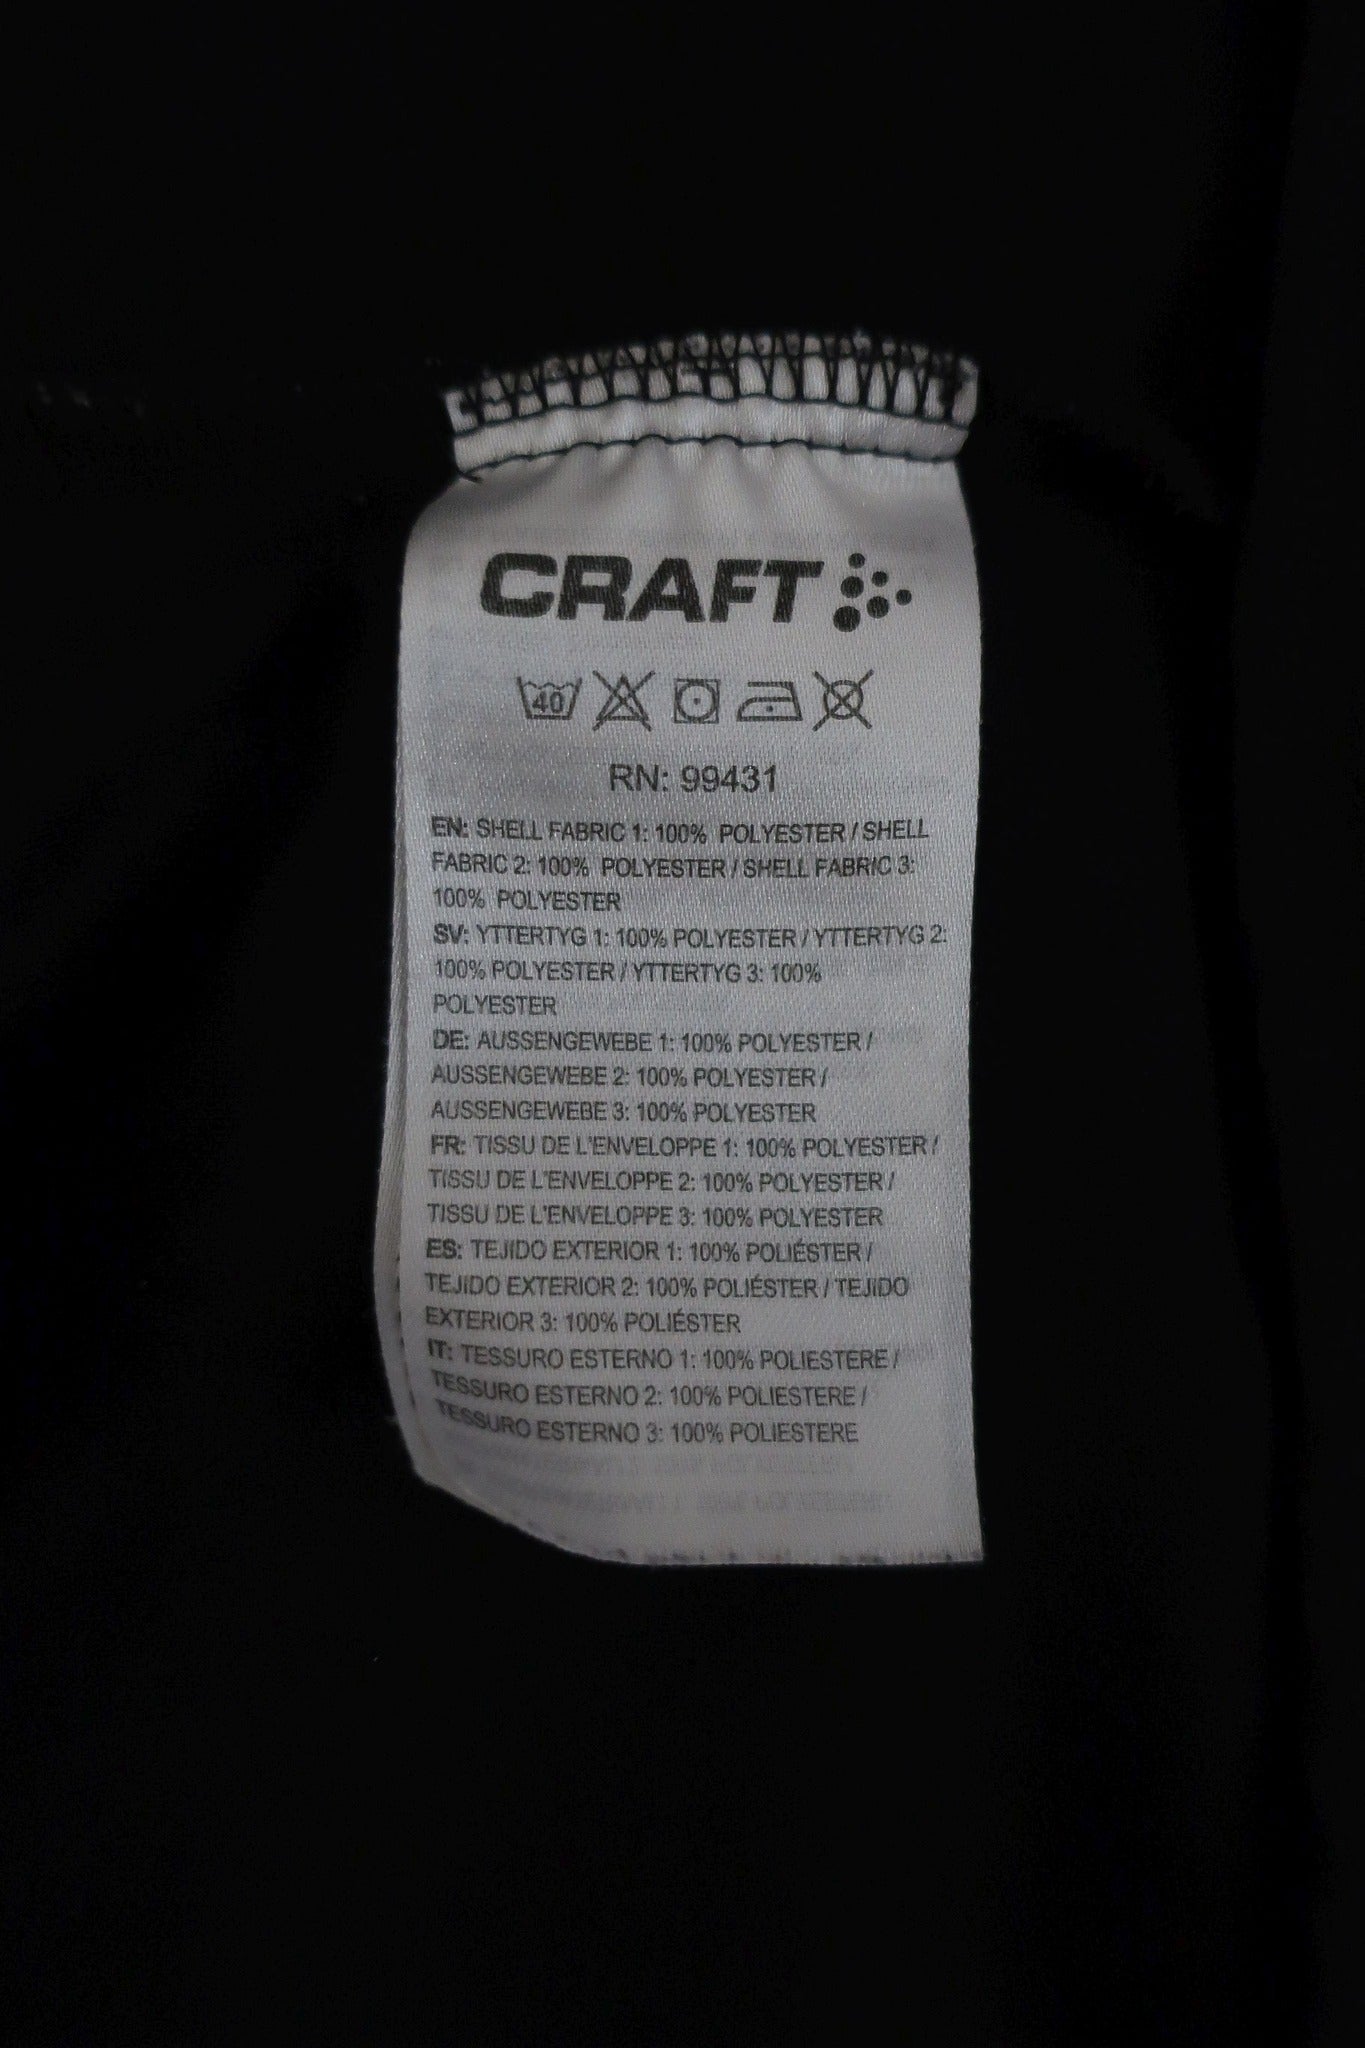 CRAFT
40
RN: 99431
EN: SHELL FABRIC 1: 100% POLYESTER / SHELL
FABRIC 2: 100% POLYESTER / SHELL FABRIC 3:
100% POLYESTER
SV: YTTERTYG 1: 100% POLYESTER / YTTERTYG 2:
100% POLYESTER / YTTERTYG 3: 100%
POLYESTER
DE: AUSSENGEWEBE 1: 100% POLYESTER /
AUSSENGEWEBE 2: 100% POLYESTER /
AUSSENGEWEBE 3: 100% POLYESTER
FR: TISSU DE L'ENVELOPPE 1: 100% POLYESTER /
TISSU DE L'ENVELOPPE 2: 100% POLYESTER /
TISSU DE L'ENVELOPPE 3: 100% POLYESTER
ES: TEJIDO EXTERIOR 1: 100% POLIÉSTER /
TEJIDO EXTERIOR 2: 100% POLIÉSTER / TEJIDO
EXTERIOR 3: 100% POLIÉSTER
IT: TESSURO ESTERNO 1: 100% POLIESTERE /
TESSURO ESTERNO 2: 100% POLIESTERE /
TESSURO ESTERNO 3: 100% POLIESTERE